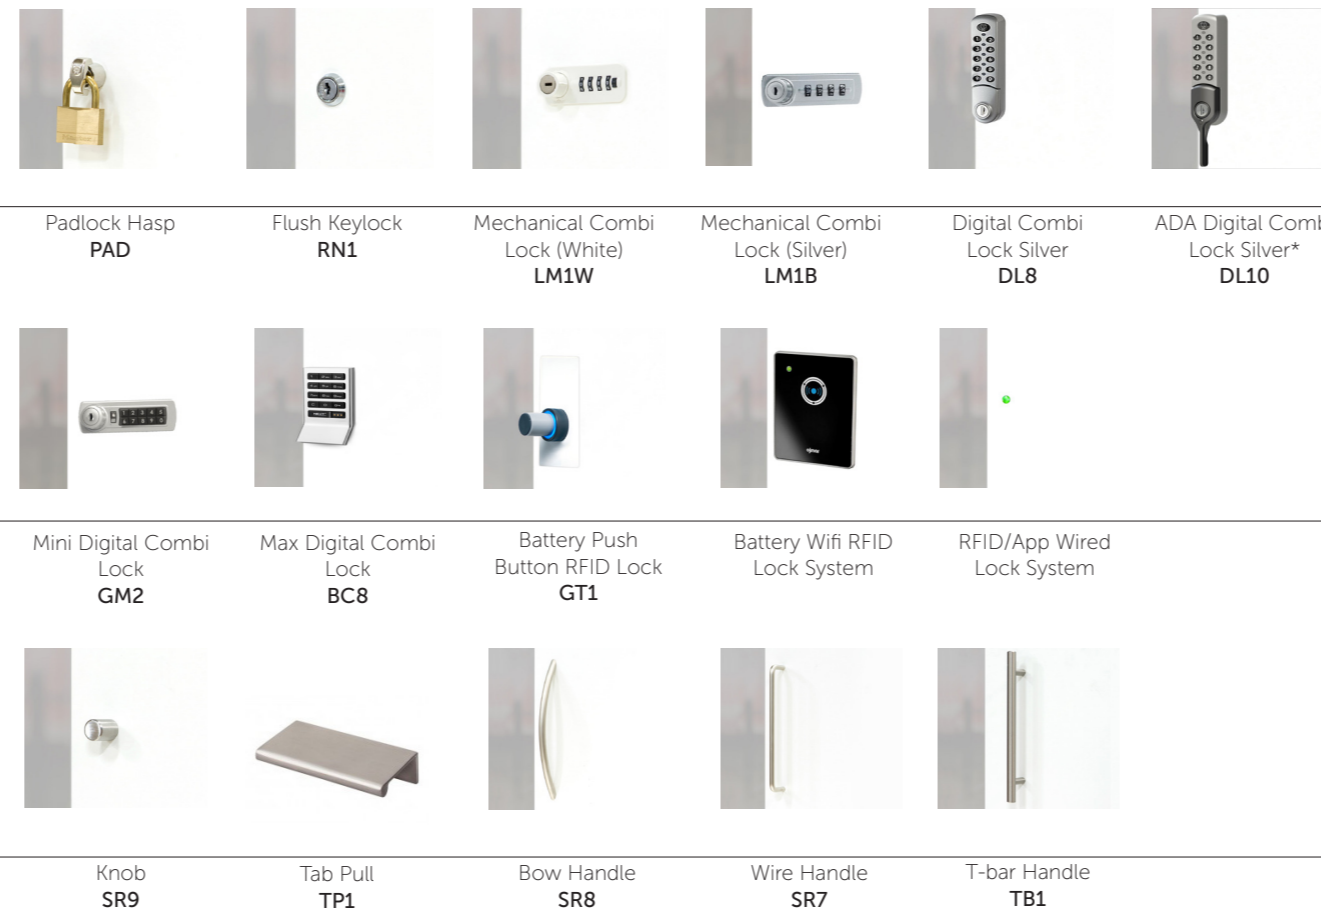 Padlock Hasp
PAD
Flush Keylock
RN1
Mechanical Combi
Lock (White)
LM1W
Mechanical Combi
Lock (Silver)
LM1B
Digital Combi
Lock Silver
DL8
ADA Digital Comb
Lock Silver*
DL10
Mini Digital Combi
Lock
GM2
Max Digital Combi
Lock
BC8
Battery Push
Button RFID Lock
GT1
Battery Wifi RFID
Lock System
RFID/App Wired
Lock System
Knob
SR9
Tab Pull
TP1
Bow Handle
SR8
Wire Handle
SR7
T-bar Handle
TB1